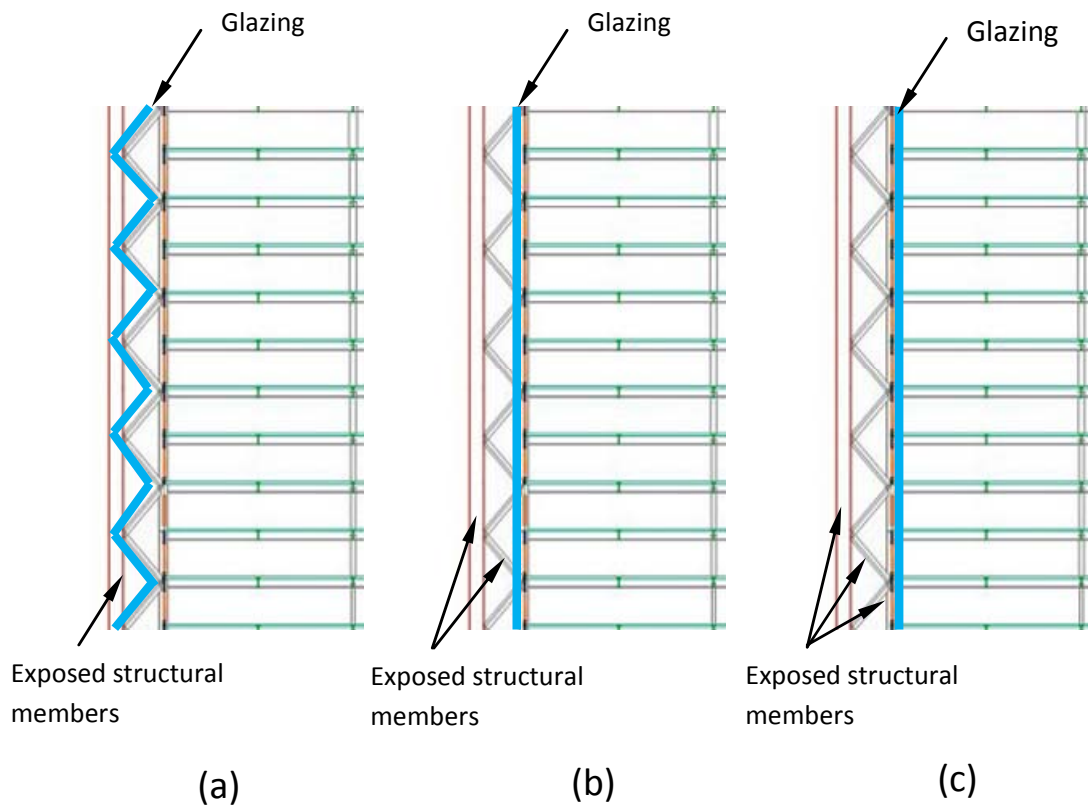 Glazing
Glazing
Glazing
Exposed structural
members
Exposed structural
members
Exposed structural
members
(a)
(b)
(c)